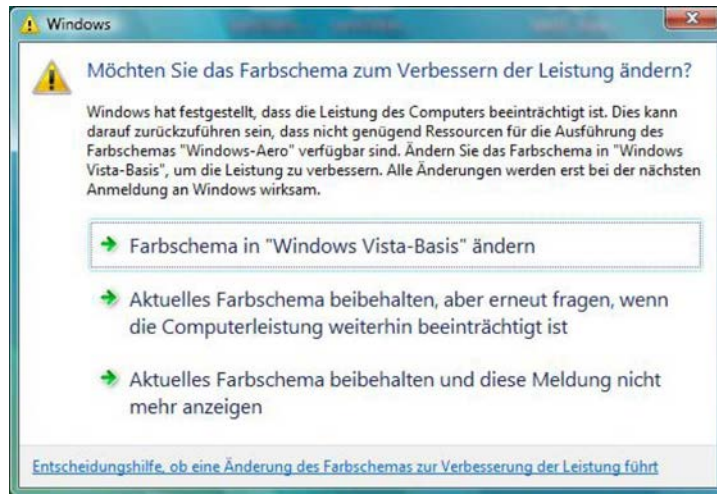 Windows
Möchten Sie das Farbschema zum Verbessern der Leistung ändern?
Windows hat festgestellt, dass die Leistung des Computers beeinträchtigt ist. Dies kann
darauf zurückzuführen sein, dass nicht genügend Ressourcen für die Ausführung des
Farbschemas "Windows-Aero" verfügbar sind. Ändern Sie das Farbschema in "Windows
Vista-Basis", um die Leistung zu verbessern. Alle Änderungen werden erst bei der nächsten
Anmeldung an Windows wirksam.
Farbschema in "Windows Vista-Basis" ändern
Aktuelles Farbschema beibehalten, aber erneut fragen, wenn
die Computerleistung weiterhin beeinträchtigt ist
Aktuelles Farbschema beibehalten und diese Meldung nicht
mehr anzeigen
Entscheidungshilfe, ob eine Änderung des Farbschemas zur Verbesserung der Leistung führt